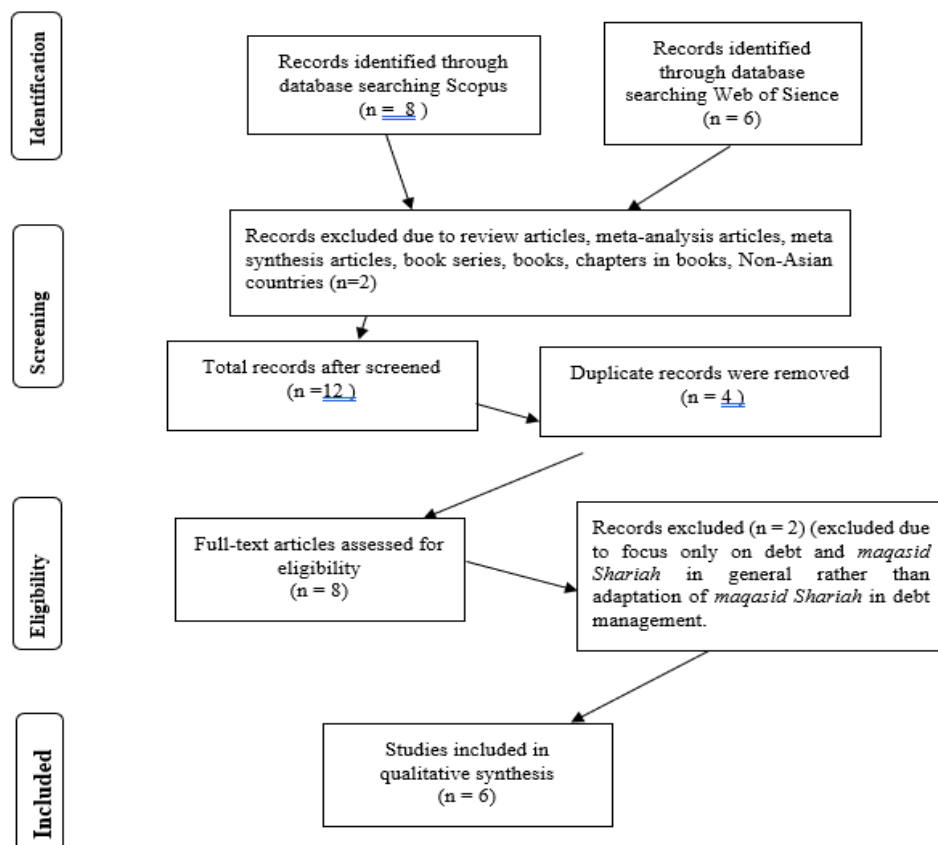 Identification
Records identified through
database searching Scopus
(n = 8 )
Records identified
through database
searching Web of Sience
(n = 6)
Screening
Records excluded due to review articles, meta-analysis articles, meta
synthesis articles, book series, books, chapters in books, Non-Asian
countries (n=2)
Total records after screened
(n =12 )
Duplicate records were removed
(n = 4 )
Eligibility
Full-text articles assessed for
eligibility
(n = 8)
Records excluded (n = 2) (excluded due
to focus only on debt and maqasid
Shariah in general rather than
adaptation of maqasid Shariah in debt
management.
Included
Studies included in
qualitative synthesis
(n = 6)